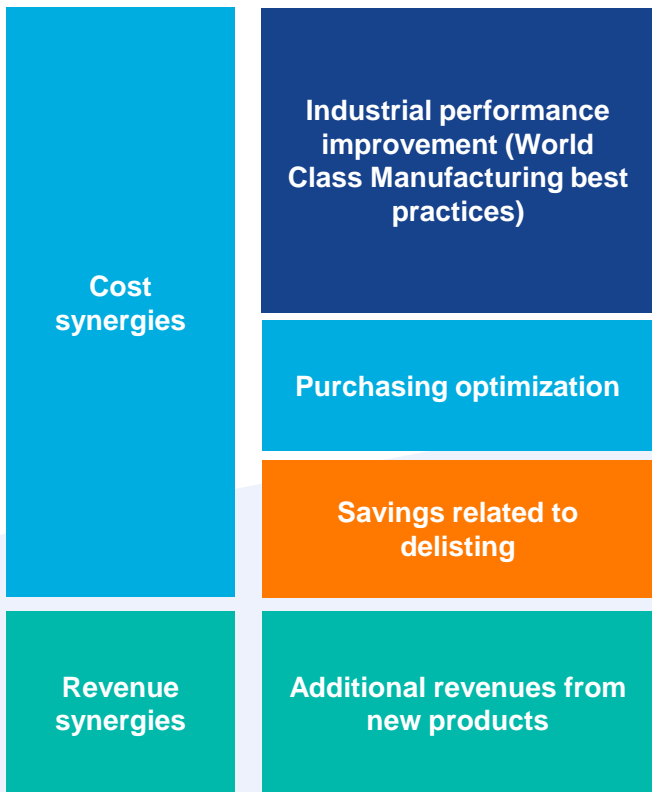 Cost
synergies
Industrial performance
improvement (World
Class Manufacturing best
practices)
Purchasing optimization
Savings related to
delisting
Revenue
synergies
Additional revenues from
new products